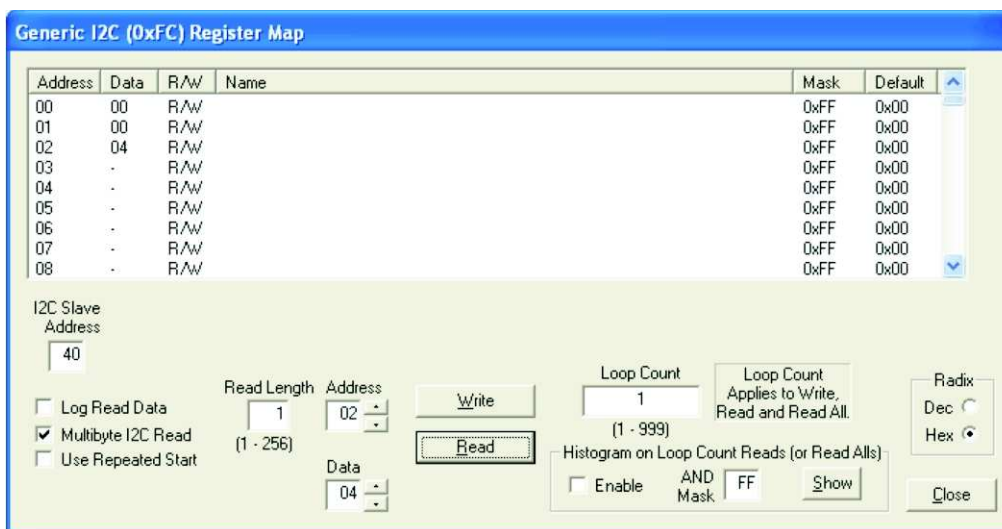 Generic I2C (0xFC) Register Map
Address Data R/W Name Mask Default
00 00 R/W 0xFF 0x00
01 00 R/W 0xFF 0x00
02 04 R/W 0xFF 0x00
03 - R/W 0xFF 0x00
04 - R/W 0xFF 0x00
05 - R/W 0xFF 0x00
06 - R/W 0xFF 0x00
07 - R/W 0xFF 0x00
08 - R/W 0xFF 0x00
I2C Slave
Address
40
Log Read Data
Multibyte I2C Read
Use Repeated Start
Read Length
1
(1 - 256)
Address
02
Data
04
Write
Read
Loop Count
1
(1 - 999)
Loop Count
Applies to Write,
Read and Read All.
Histogram on Loop Count Reads (or Read Alls)
Enable
AND
Mask
FF
Show
Radix
Dec
Hex
Close